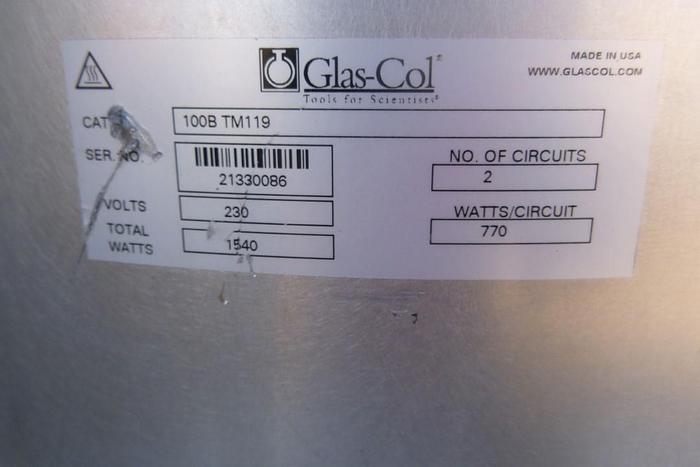 MADE IN USA
WWW.GLASCOL.COM
Glas-Col®
Tools for Scientists®
CAT. 100B TM119
SER. NO. 21330086
NO. OF CIRCUITS 2
VOLTS 230
WATTS/CIRCUIT 770
TOTAL WATTS 1540